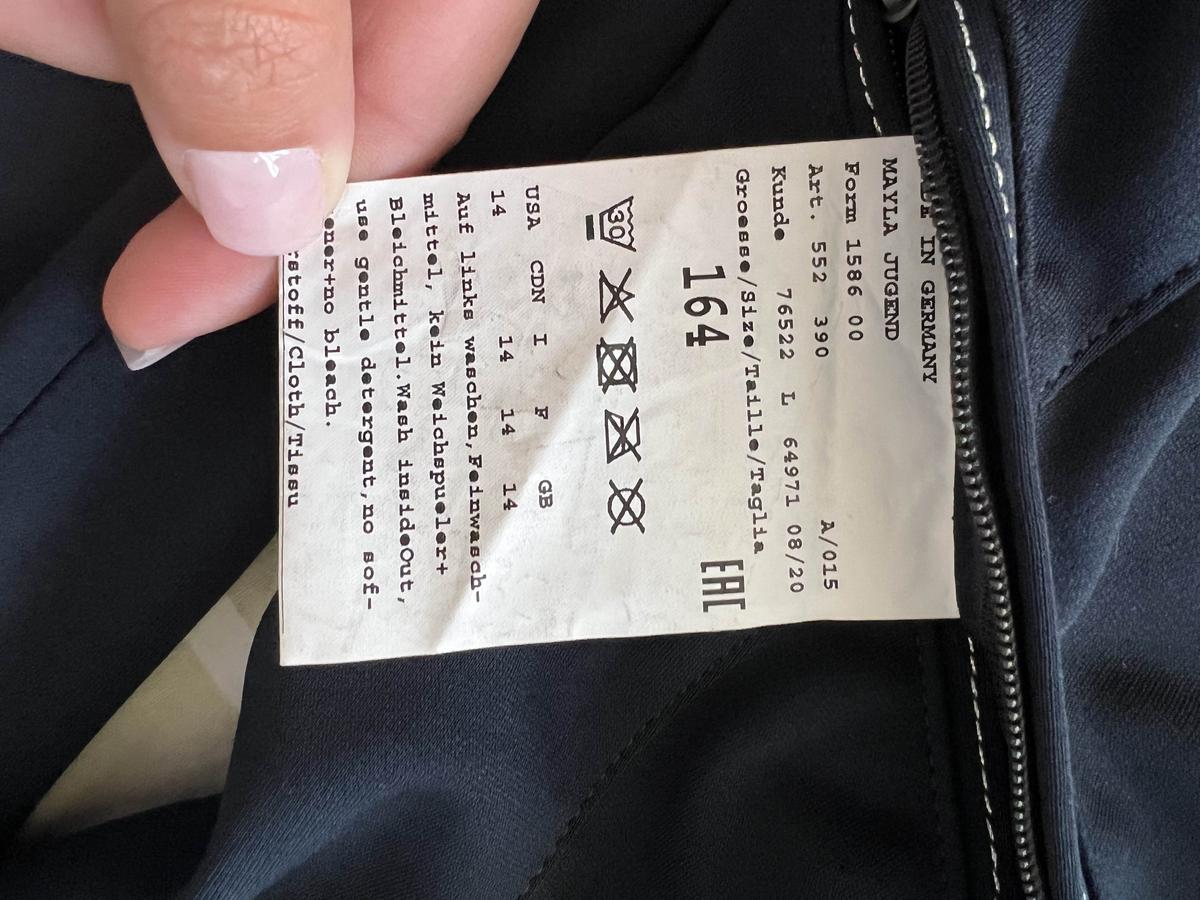 IN GERMANY
MAYLA JUGEND
Form 1586 00
A/015
Art. 552 390
Kunde 76522 L 64971 08/20
Groesse/Size/Taille/Taglia
164 EAC
30
USA CDN I F GB
14 14 14 14
Auf links waschen,Feinwasch-
mittel, kein Weichspueler+
Bleichmittel.Wash insideOut,
use gentle detergent,no sof-
ener+no bleach.
rstoff/Cloth/Tissu